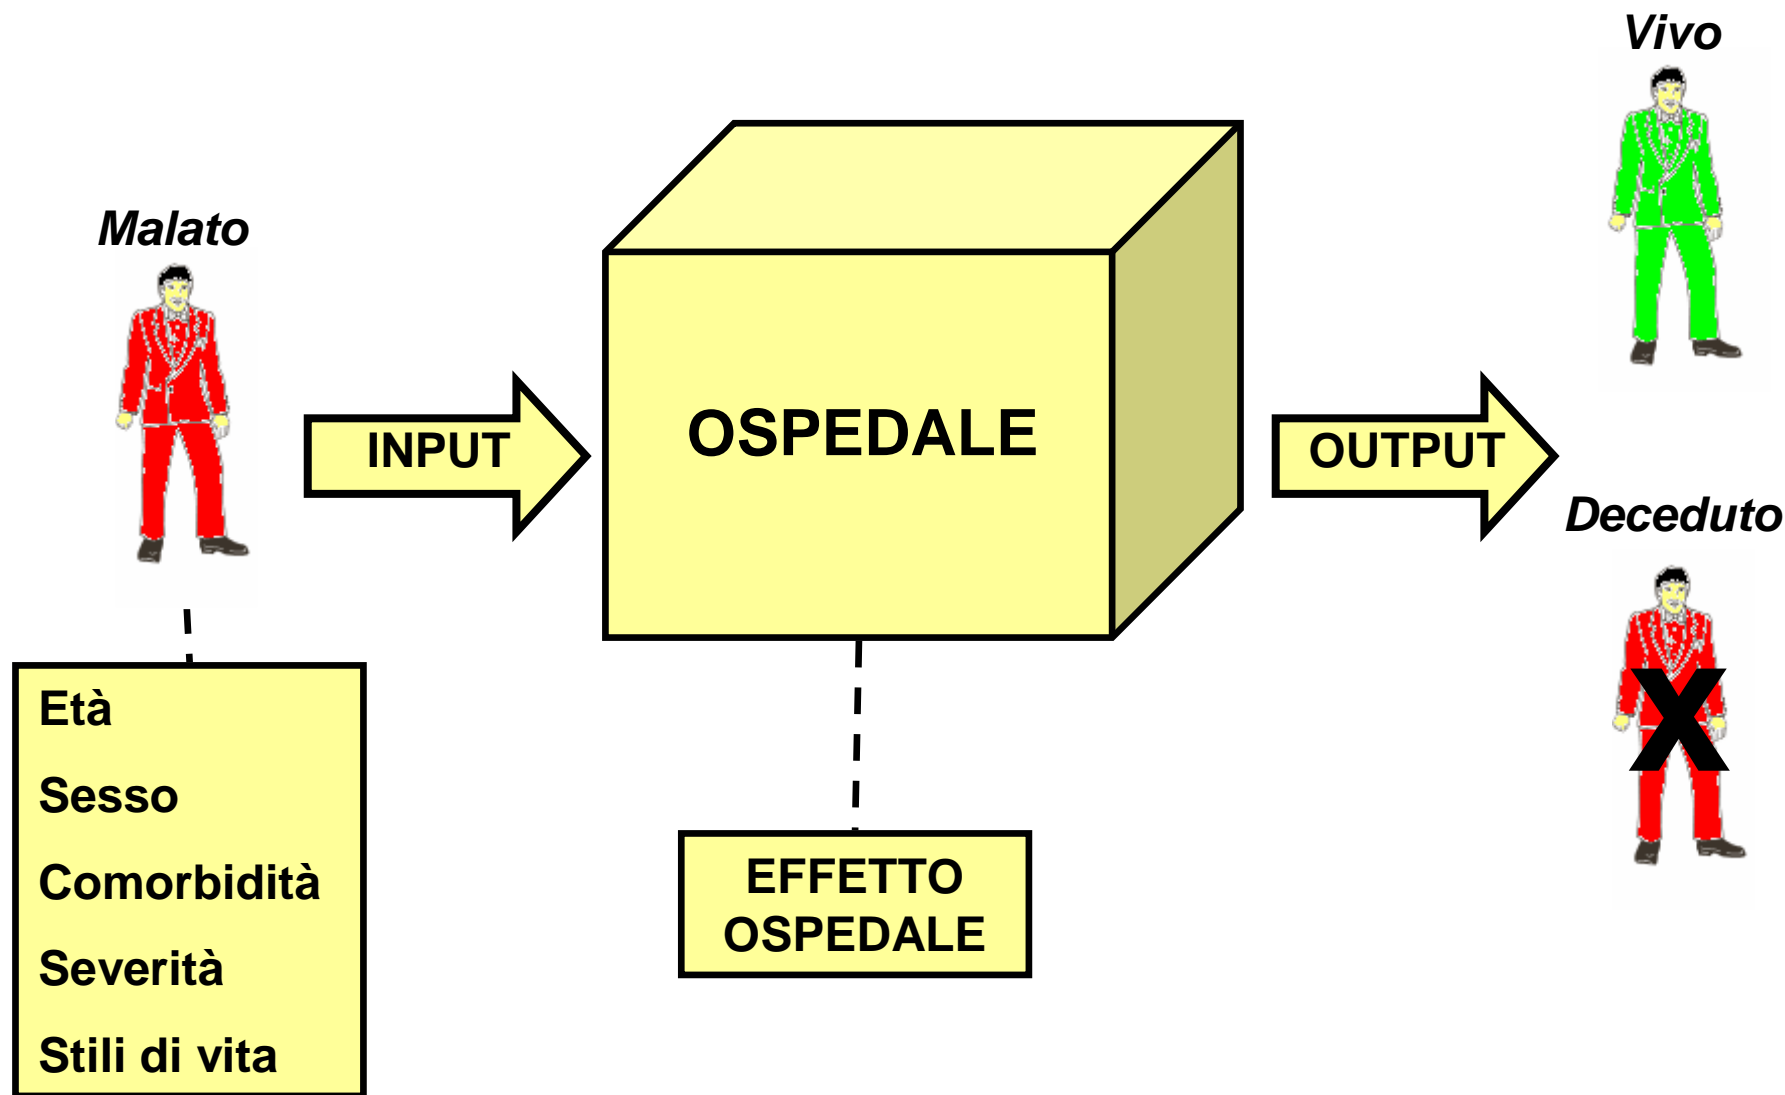 Vivo
Malato
INPUT
OSPEDALE
OUTPUT
Deceduto
X
Età
Sesso
Comorbidità
Severità
Stili di vita
EFFETTO
OSPEDALE